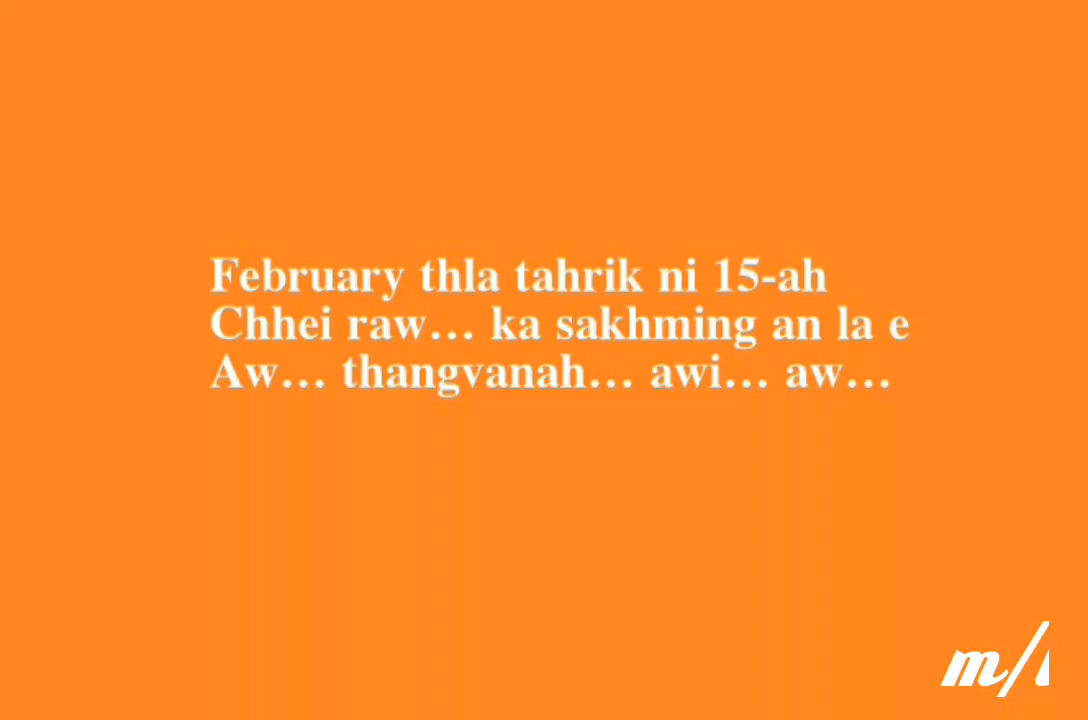 February thla tahrik ni 15-ah
Chhei raw… ka sakhming an la e
Aw… thangvanah… awi… aw…